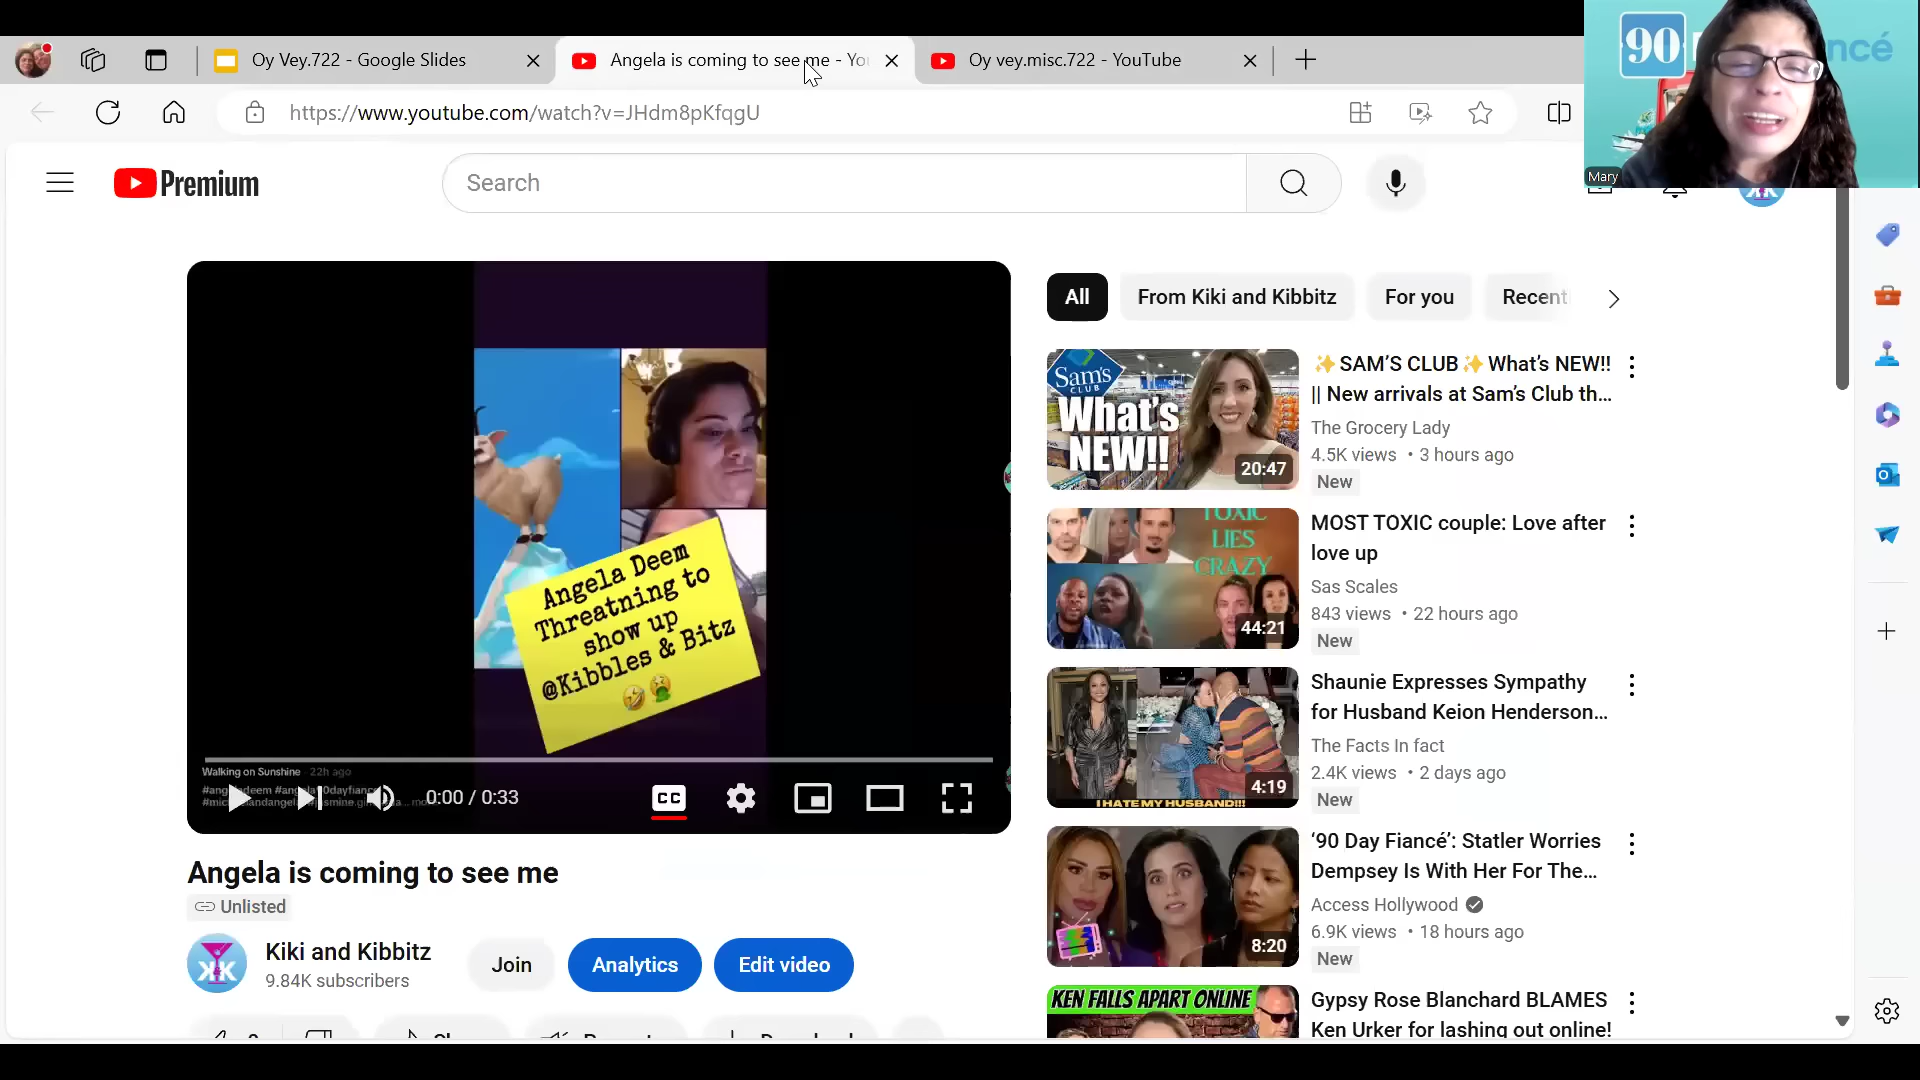 Oy Vey.722 - Google Slides
Angela is coming to see me - You
Oy vey.misc.722 - YouTube
90
ncé
https://www.youtube.com/watch?v=JHdm8pKfqgU
Mary
Premium
Search
All
From Kiki and Kibbitz
For you
Recent
Angela Deem
Threatning to
show up
@Kibbles & Bitz
🤣🤮
Walking on Sunshine · 22h ago
0:00 / 0:33
CC
Angela is coming to see me
Unlisted
KK
Kiki and Kibbitz
9.84K subscribers
Join
Analytics
Edit video
Sam's
CLUB
What's
NEW!!
20:47
✨SAM'S CLUB✨What's NEW!!
|| New arrivals at Sam's Club th...
The Grocery Lady
4.5K views • 3 hours ago
New
TOXIC
LIES
CRAZY
44:21
MOST TOXIC couple: Love after
love up
Sas Scales
843 views • 22 hours ago
New
I HATE MY HUSBAND!!!
4:19
Shaunie Expresses Sympathy
for Husband Keion Henderson...
The Facts In fact
2.4K views • 2 days ago
New
8:20
'90 Day Fiancé': Statler Worries
Dempsey Is With Her For The...
Access Hollywood
6.9K views • 18 hours ago
New
KEN FALLS APART ONLINE
Gypsy Rose Blanchard BLAMES
Ken Urker for lashing out online!